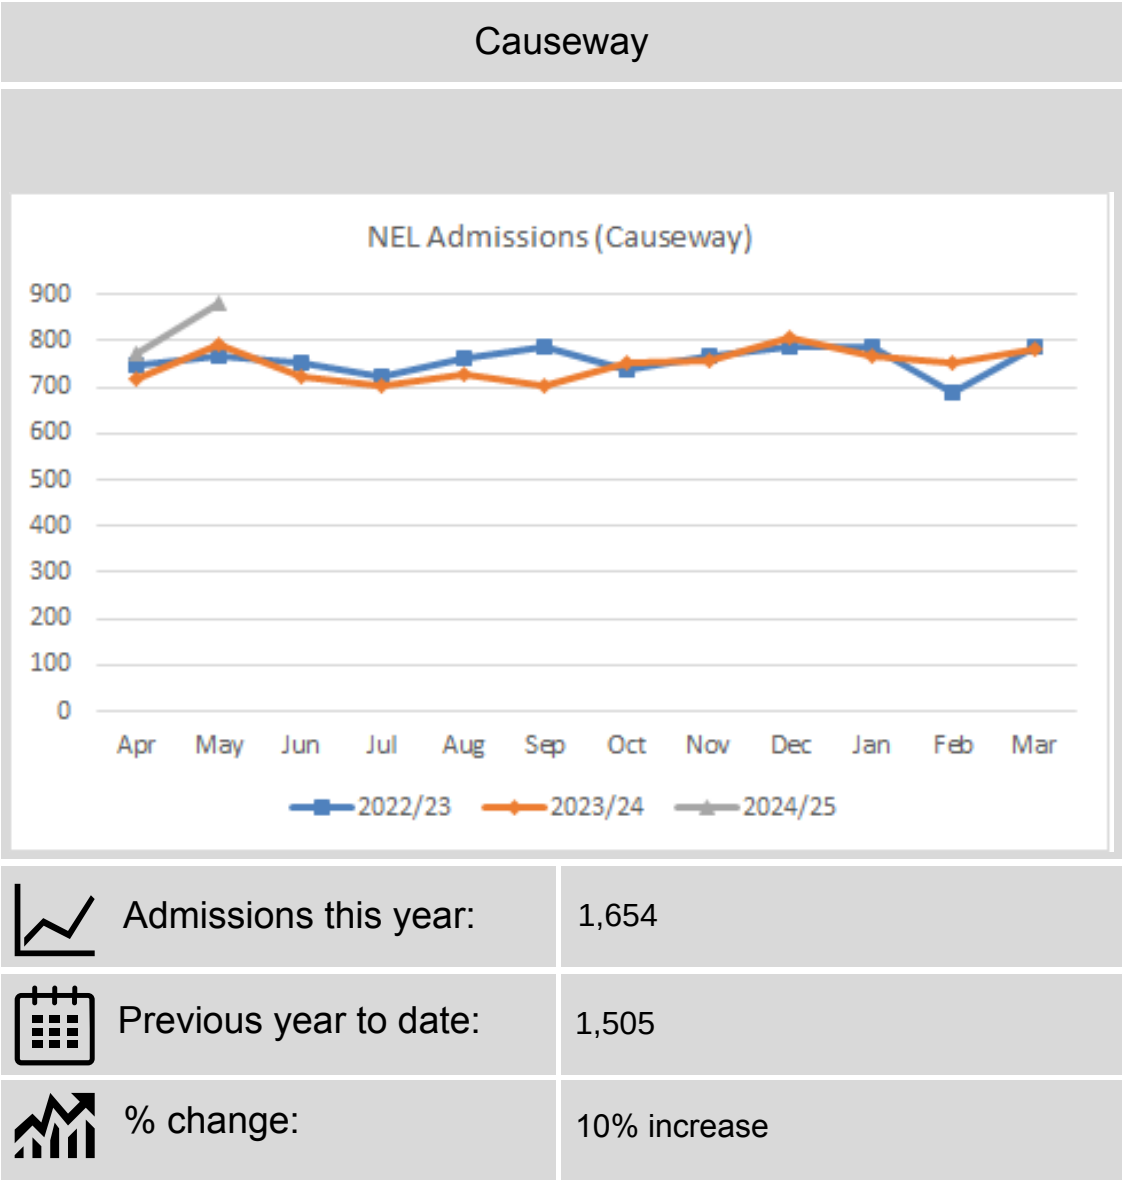 Causeway
NEL Admissions (Causeway)
900
800
700
600
500
400
300
200
100
0
Apr May Jun Jul Aug Sep Oct Nov Dec Jan Feb Mar
2022/23 2023/24 2024/25
Admissions this year: 1,654
Previous year to date: 1,505
% change: 10% increase